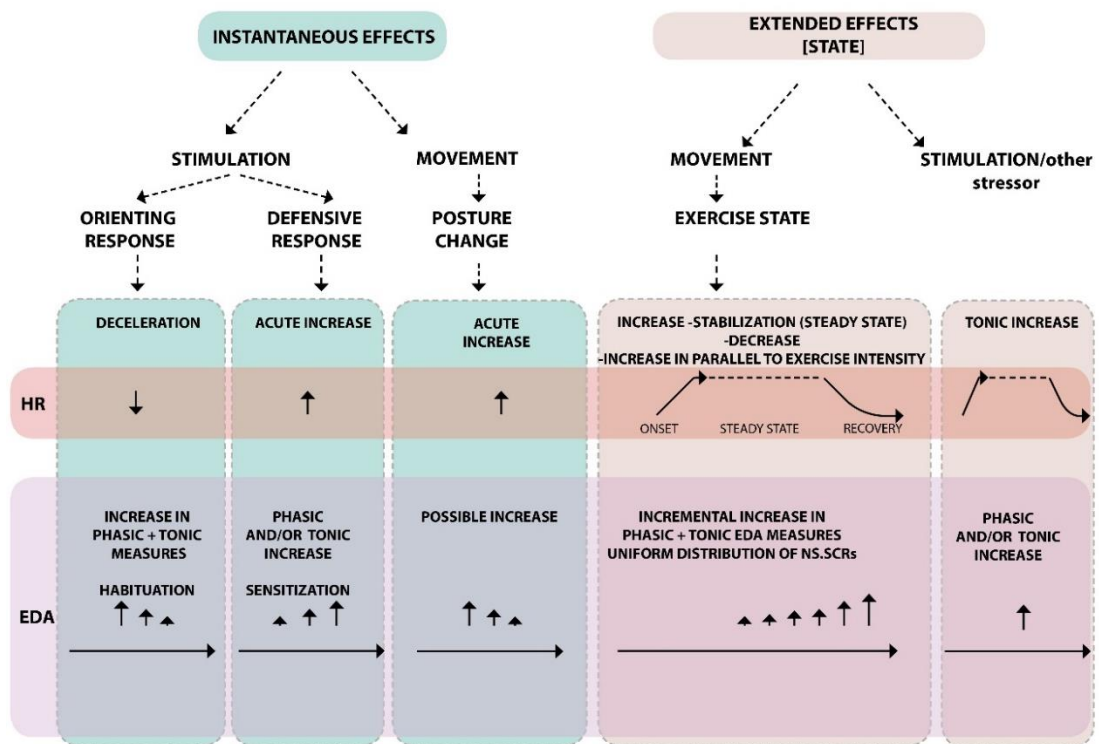 INSTANTANEOUS EFFECTS
EXTENDED EFFECTS
[STATE]
STIMULATION
MOVEMENT
MOVEMENT
STIMULATION/other
stressor
ORIENTING
RESPONSE
DEFENSIVE
RESPONSE
POSTURE
CHANGE
EXERCISE STATE
DECELERATION
ACUTE INCREASE
ACUTE
INCREASE
INCREASE -STABILIZATION (STEADY STATE)
-DECREASE
-INCREASE IN PARALLEL TO EXERCISE INTENSITY
TONIC INCREASE
HR
ONSET
STEADY STATE
RECOVERY
EDA
INCREASE IN
PHASIC + TONIC
MEASURES
HABITUATION
PHASIC
AND/OR TONIC
INCREASE
SENSITIZATION
POSSIBLE INCREASE
INCREMENTAL INCREASE IN
PHASIC + TONIC EDA MEASURES
UNIFORM DISTRIBUTION OF NS.SCRs
PHASIC
AND/OR TONIC
INCREASE